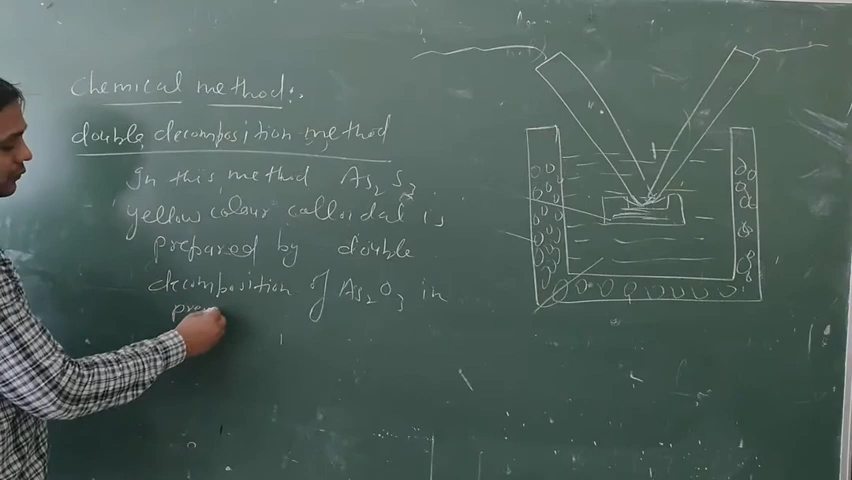 Chemical method:.
double decomposition method
In this method As₂S₃
yellow colour colloidal is
prepared by double
decomposition of As₂O₃ in
pre